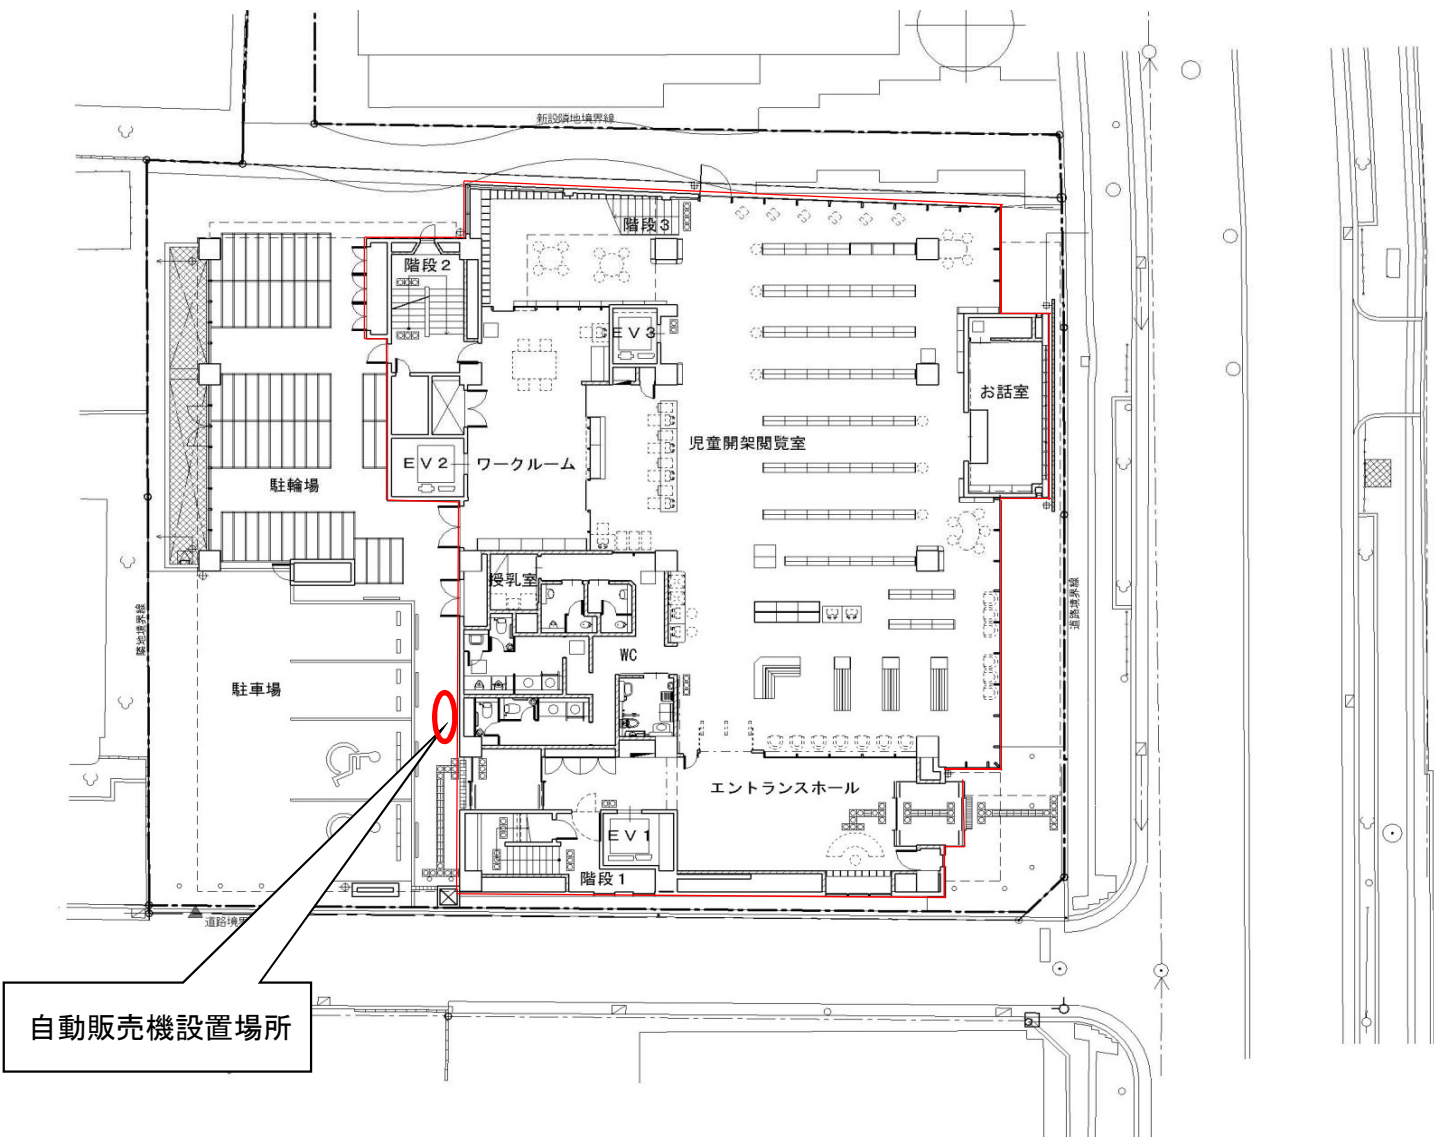 新設隣地境界線
階段3
階段2
EV3
お話室
児童開架閲覧室
EV2
ワークルーム
駐輪場
授乳室
隣地境界線
道路境界線
WC
駐車場
エントランスホール
EV1
階段1
道路境界
自動販売機設置場所